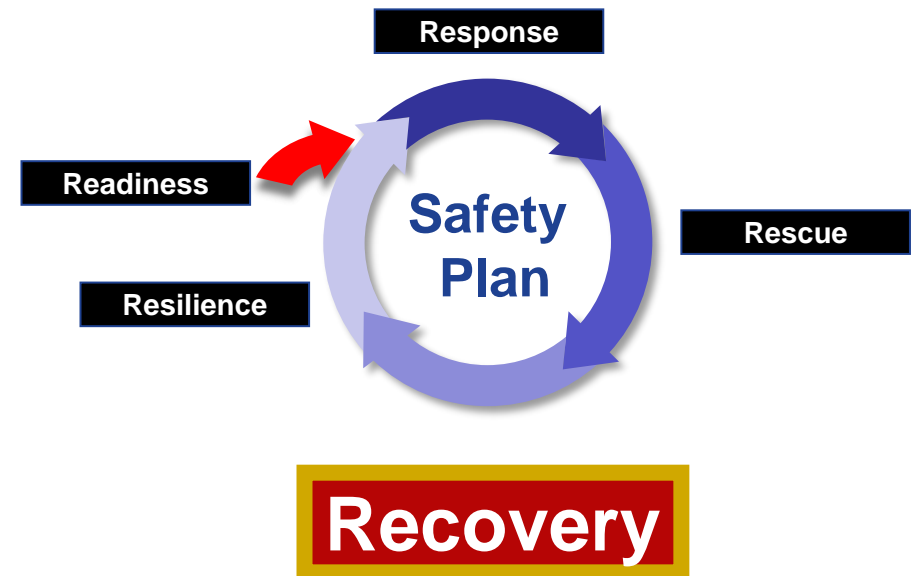 Response
Readiness
Safety
Plan
Rescue
Resilience
Recovery